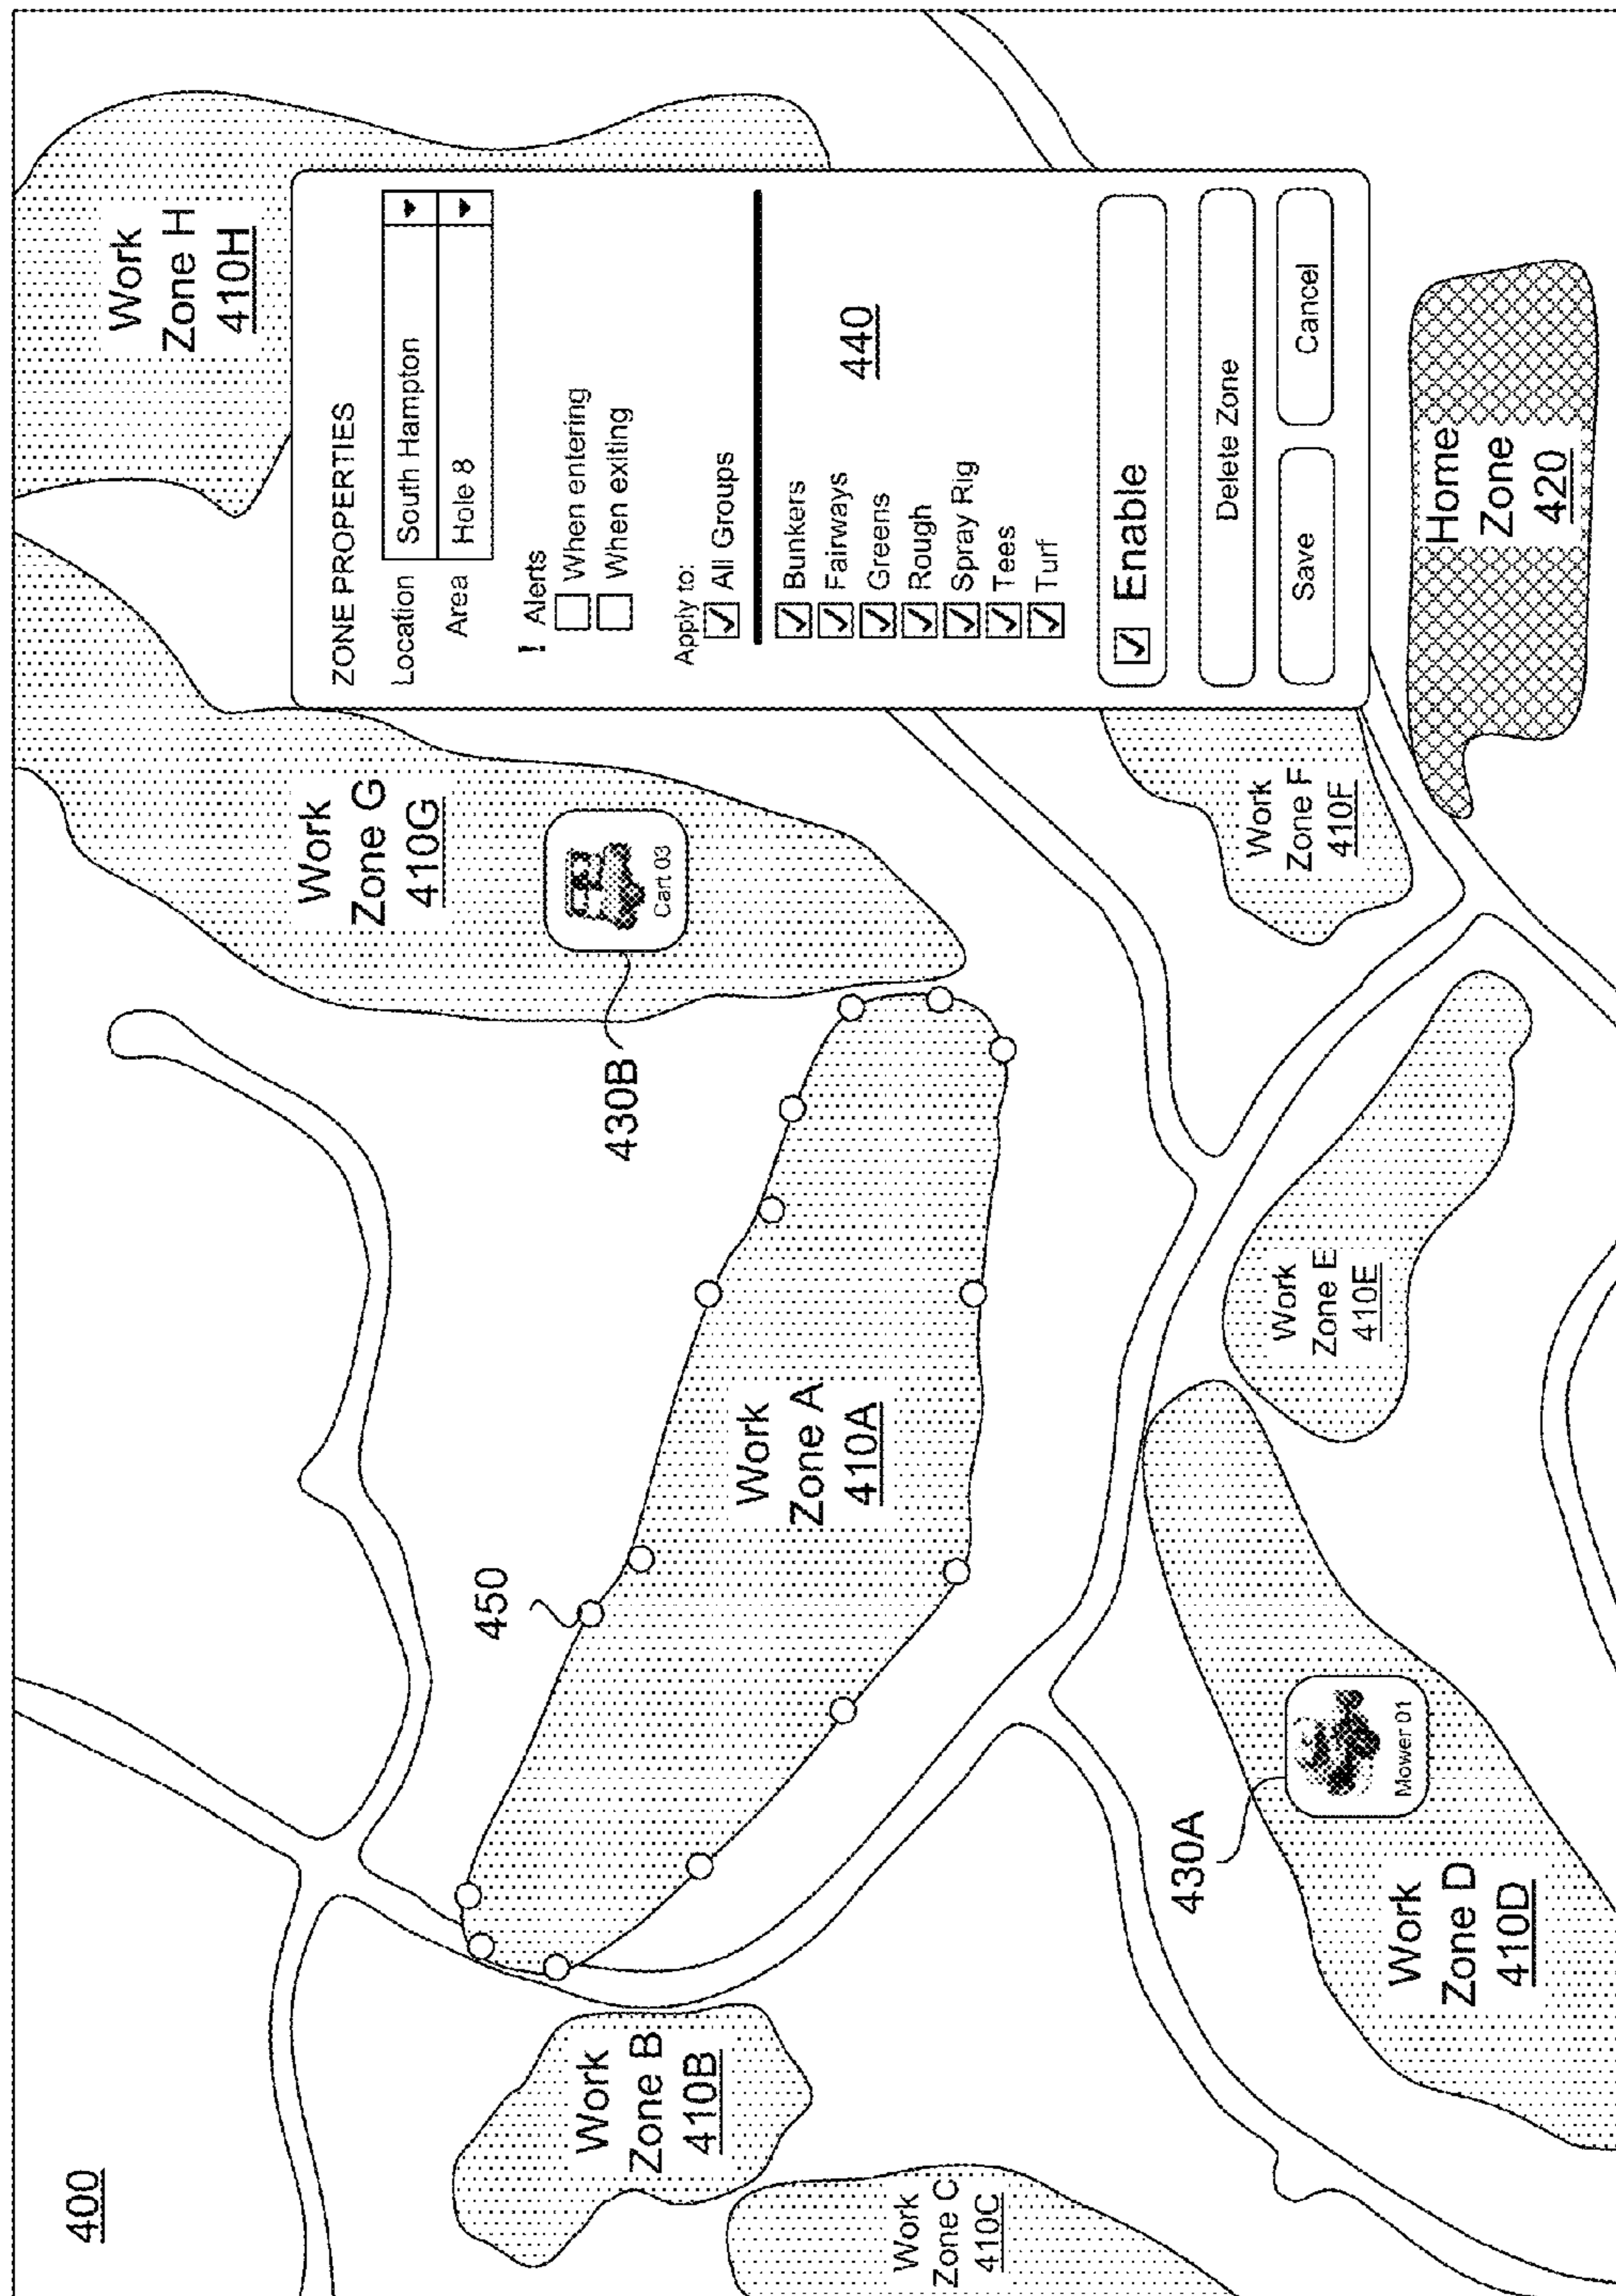 400
Work
Zone H
410H
Work
Zone G
410G
Cart 03
430B
450
Work
Zone A
410A
Work
Zone B
410B
Work
Zone C
410C
Work
Zone D
410D
430A
Mower 01
Work
Zone E
410E
Work
Zone F
410F
Home
Zone
420
ZONE PROPERTIES
Location South Hampton
Area Hole 8
! Alerts
When entering
When exiting
Apply to:
All Groups
Bunkers
Fairways
Greens
Rough
Spray Rig
Tees
Turf
440
Enable
Delete Zone
Save Cancel